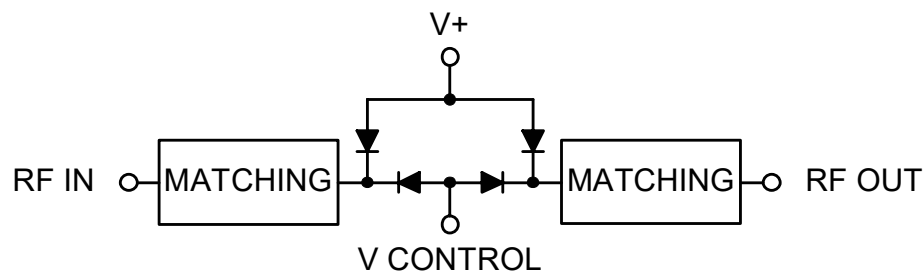 V+
RF IN
MATCHING
MATCHING
RF OUT
V CONTROL